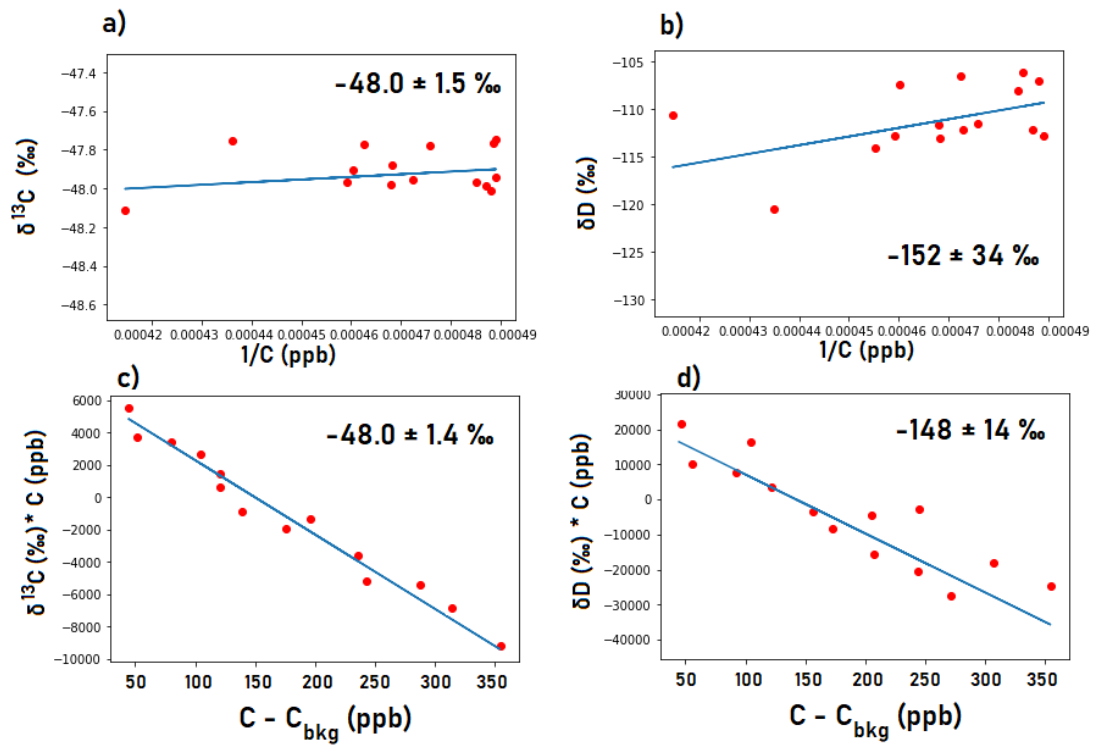 a)
-48.0 ± 1.5 ‰
δ¹³C (‰)
−47.4
−47.6
−47.8
−48.0
−48.2
−48.4
−48.6
0.00042 0.00043 0.00044 0.00045 0.00046 0.00047 0.00048 0.00049
1/C (ppb)
b)
-152 ± 34 ‰
δD (‰)
−105
−110
−115
−120
−125
−130
0.00042 0.00043 0.00044 0.00045 0.00046 0.00047 0.00048 0.00049
1/C (ppb)
c)
-48.0 ± 1.4 ‰
δ¹³C (‰)* C (ppb)
6000
4000
2000
0
−2000
−4000
−6000
−8000
−10000
50 100 150 200 250 300 350
C - C_bkg (ppb)
d)
-148 ± 14 ‰
δD (‰) * C (ppb)
30000
20000
10000
0
−10000
−20000
−30000
−40000
50 100 150 200 250 300 350
C - C_bkg (ppb)